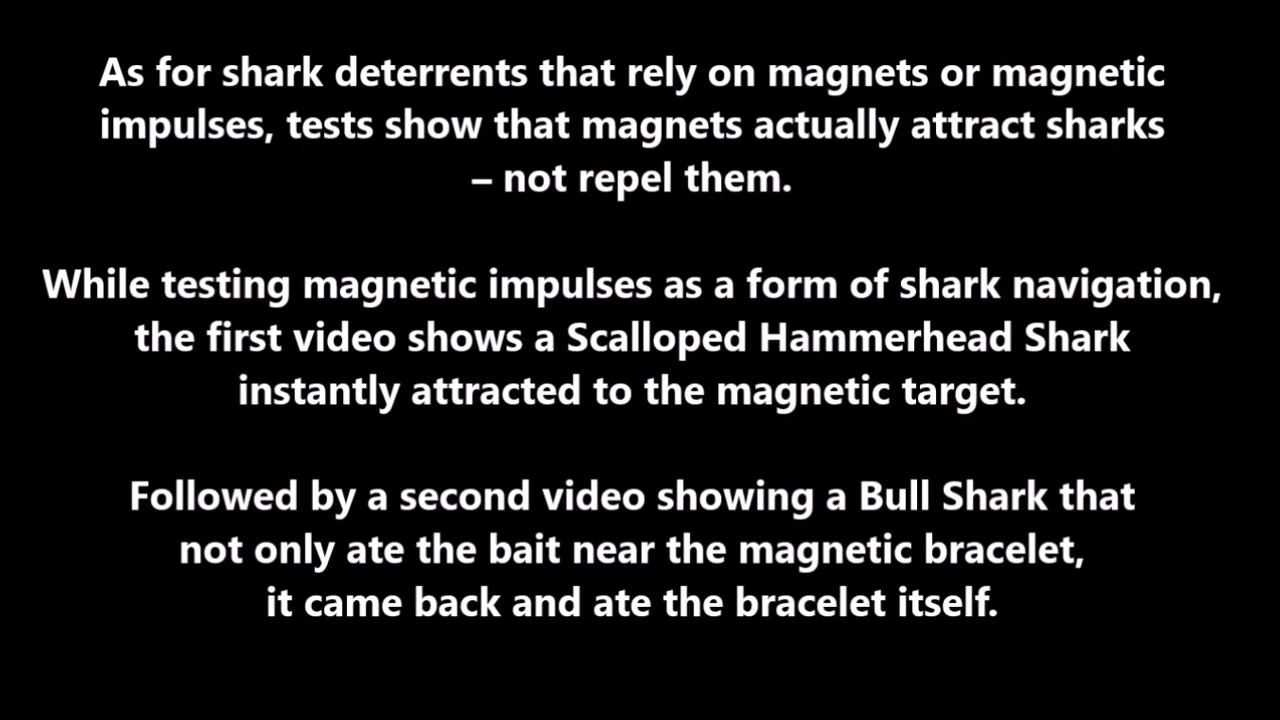 As for shark deterrents that rely on magnets or magnetic
impulses, tests show that magnets actually attract sharks
– not repel them.
While testing magnetic impulses as a form of shark navigation,
the first video shows a Scalloped Hammerhead Shark
instantly attracted to the magnetic target.
Followed by a second video showing a Bull Shark that
not only ate the bait near the magnetic bracelet,
it came back and ate the bracelet itself.